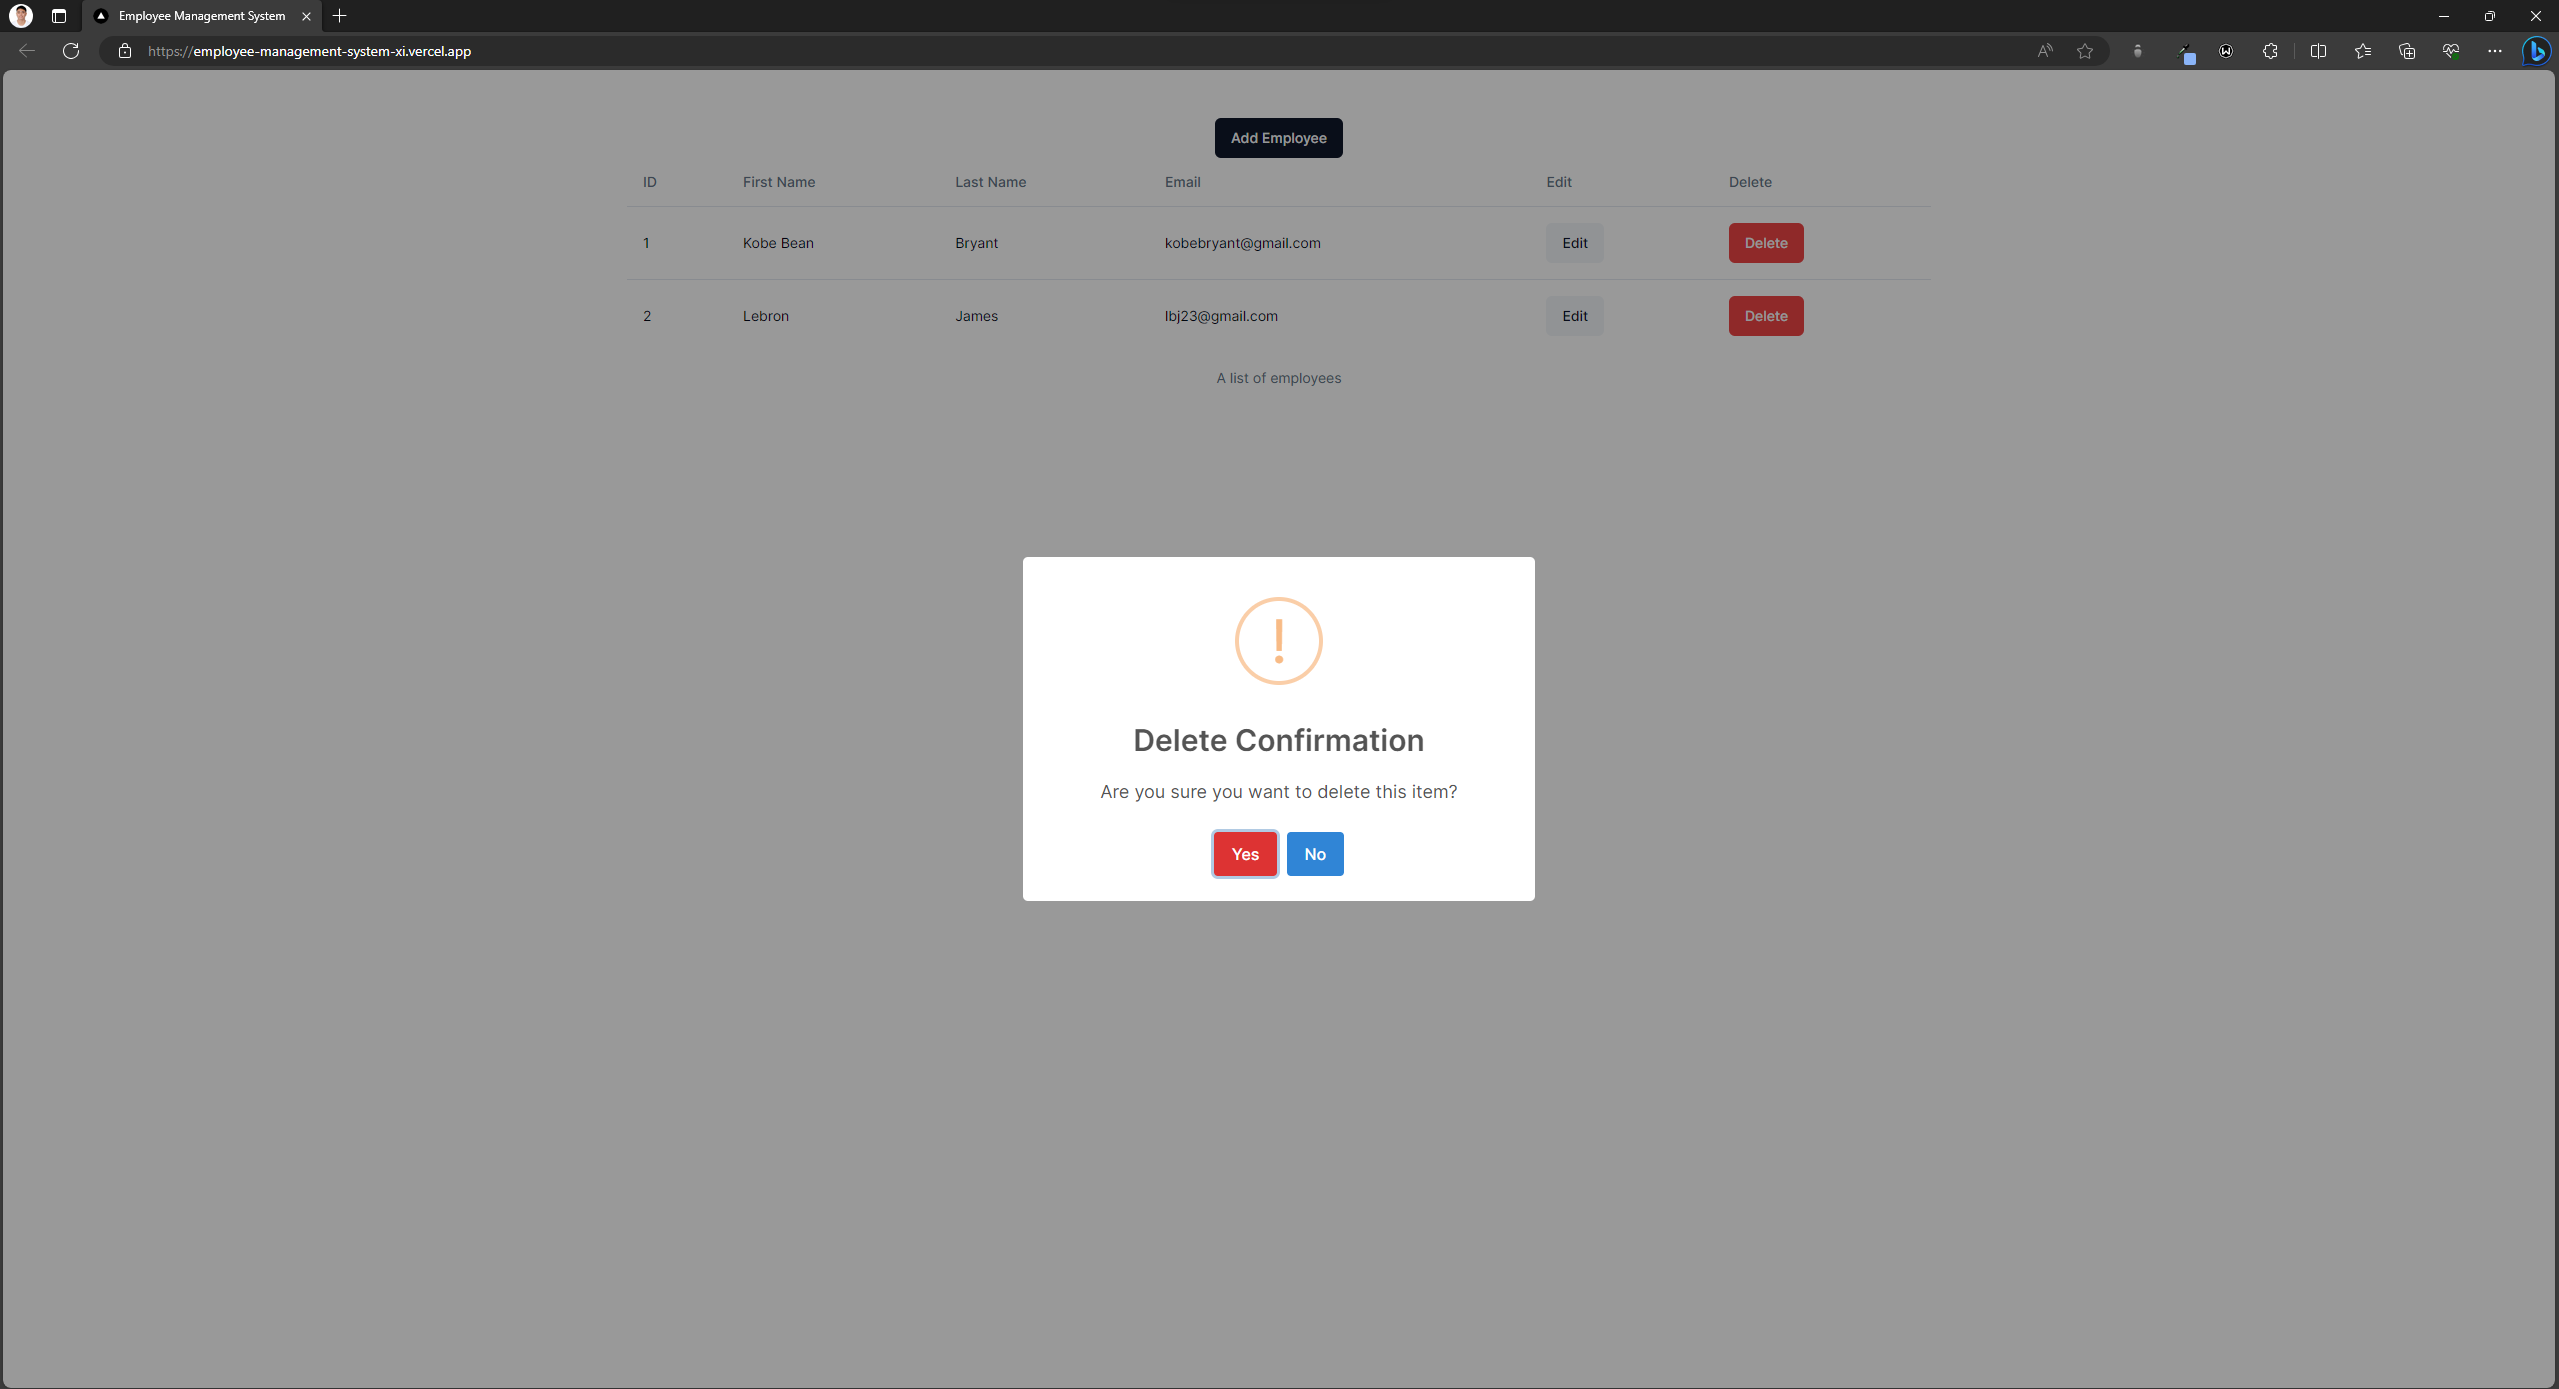 Employee Management System
https://employee-management-system-xi.vercel.app
Add Employee
ID First Name Last Name Email Edit Delete
1 Kobe Bean Bryant kobebryant@gmail.com Edit Delete
2 Lebron James lbj23@gmail.com Edit Delete
A list of employees
!
Delete Confirmation
Are you sure you want to delete this item?
Yes No